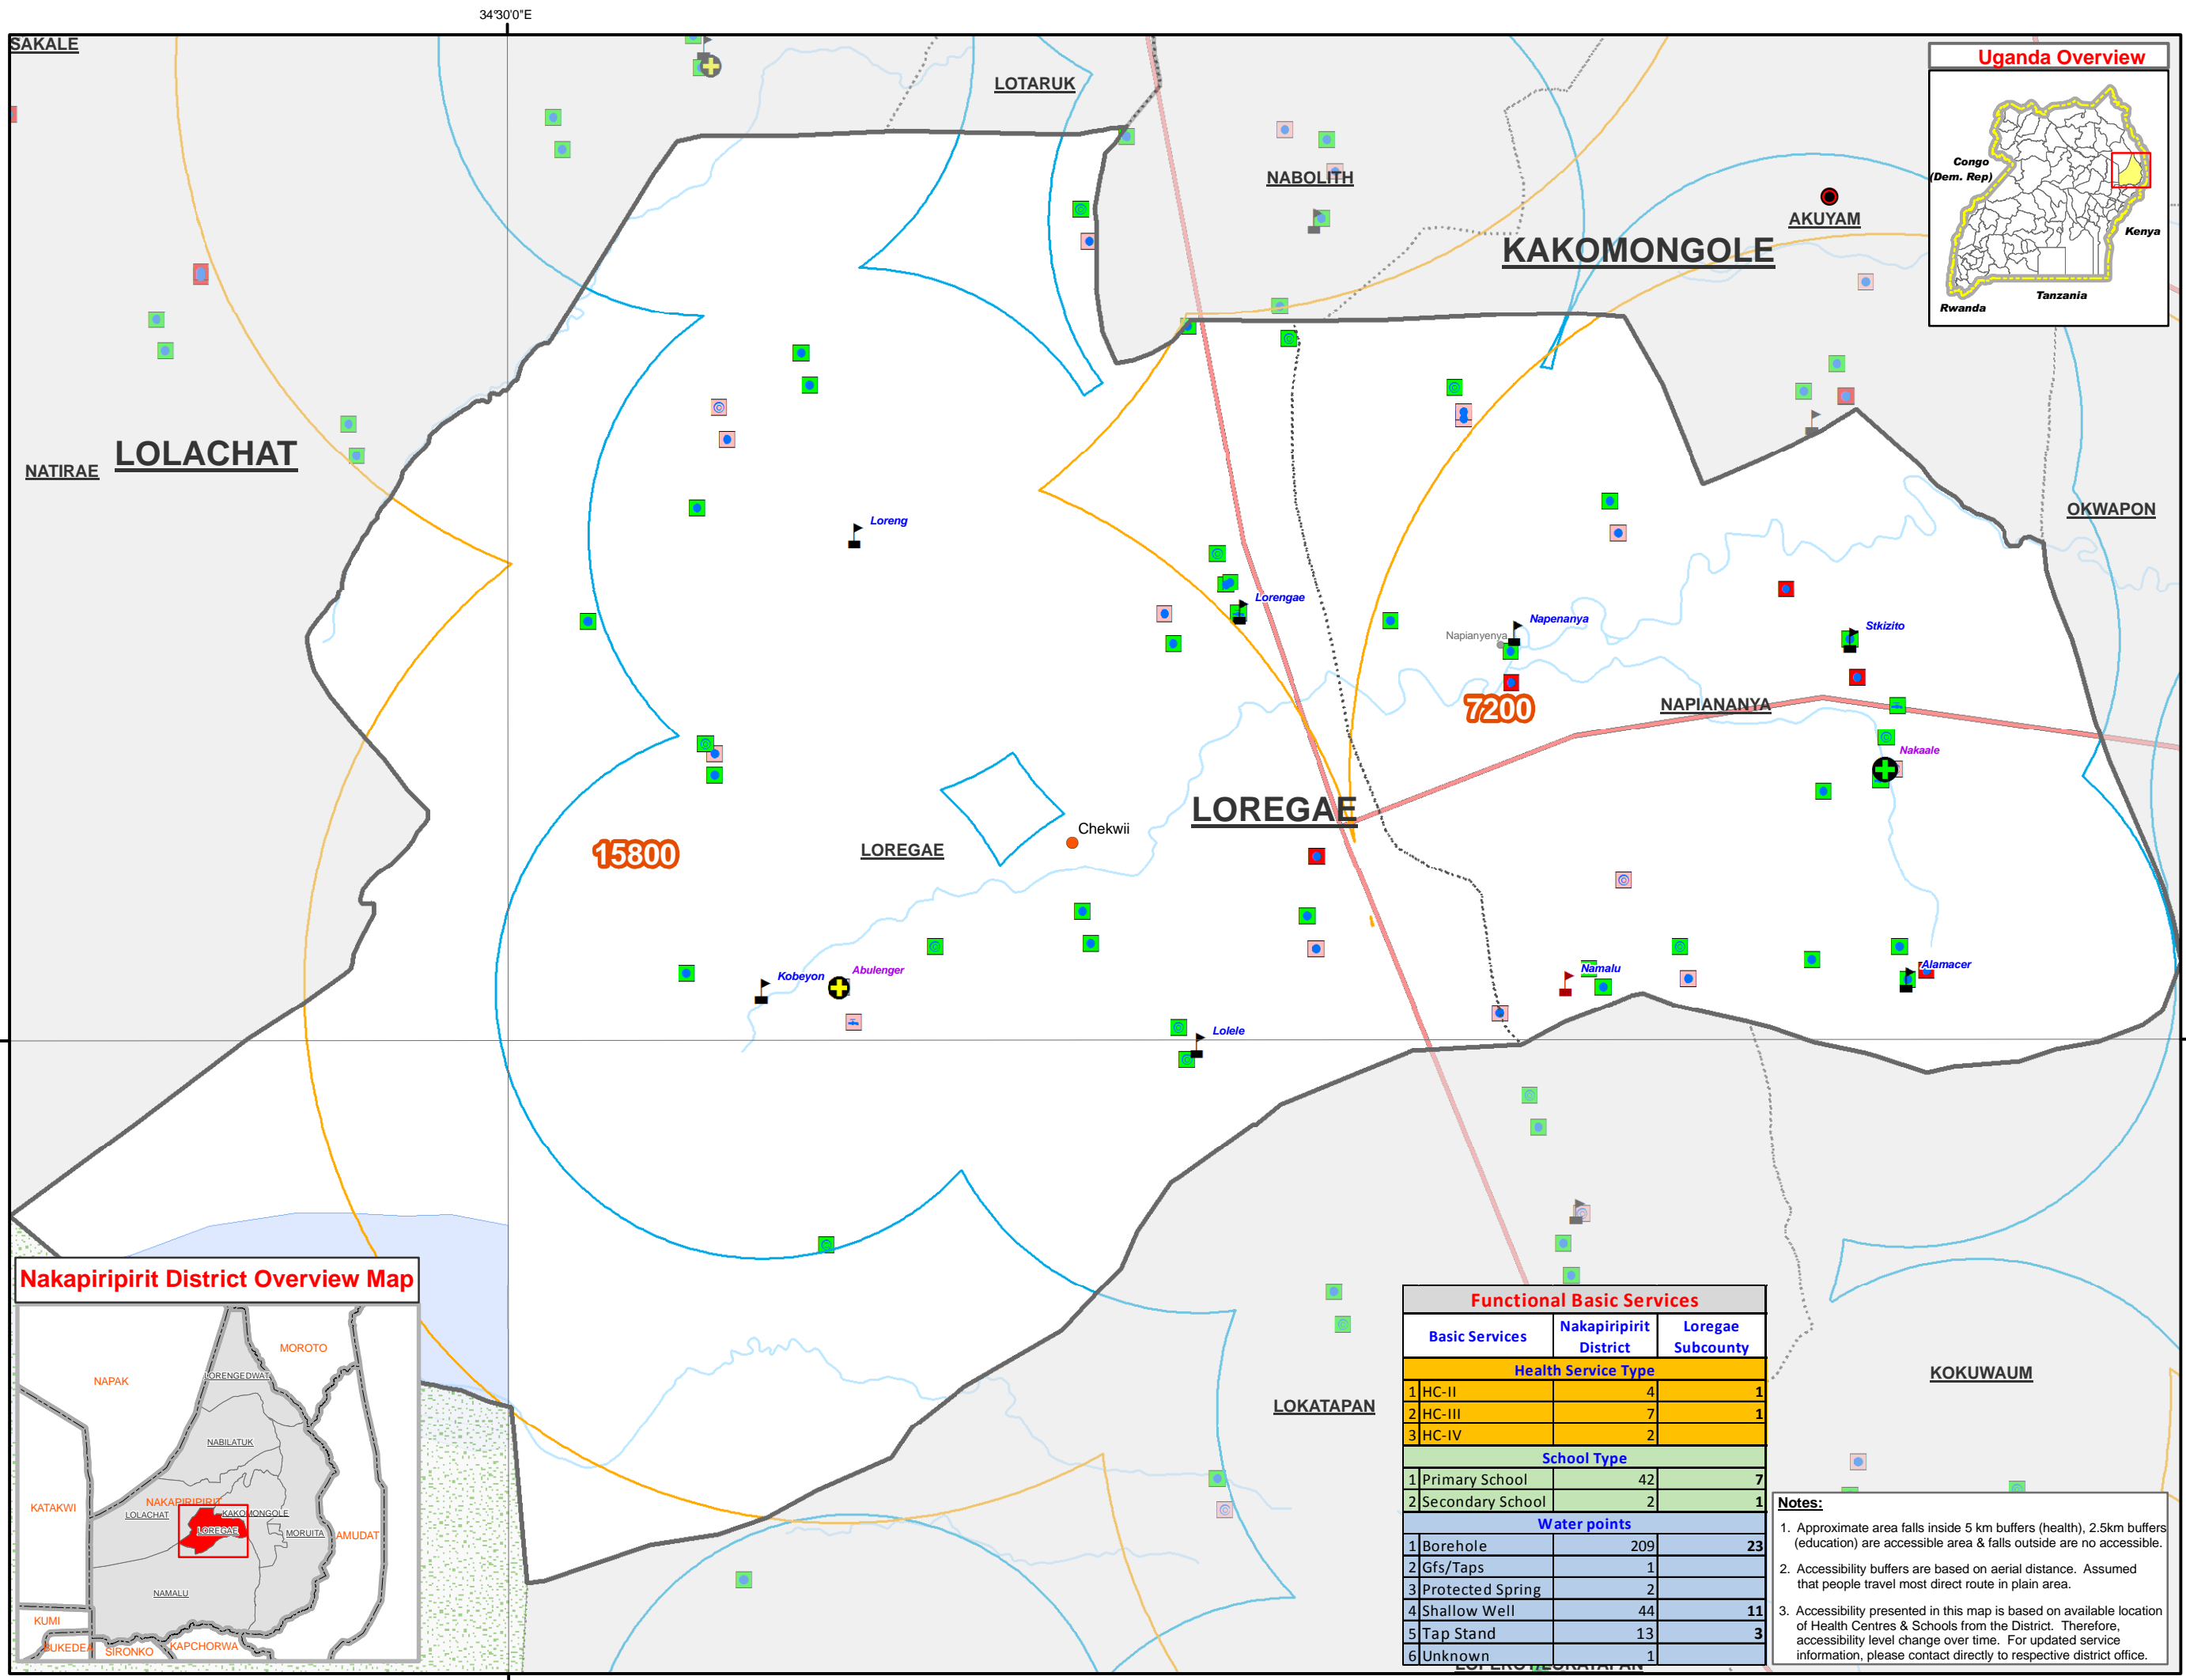 34°30'0"E
SAKALE
LOTARUK
Uganda Overview
Congo
(Dem. Rep)
Kenya
Tanzania
Rwanda
NABOLITH
AKUYAM
KAKOMONGOLE
LOLACHAT
NATIRAE
OKWAPON
Loreng
Lorengae
Napenanya
Napianyenya
Stkizito
7200
NAPIANANYA
Nakaale
LOREGAE
Chekwii
15800
LOREGAE
Kobeyon
Abulenger
Namalu
Alamacer
Lolele
Nakapiripirit District Overview Map
MOROTO
NAPAK
LORENGEDWAT
NABILATUK
KATAKWI
NAKAPIRIPIRIT
LOLACHAT
KAKOMONGOLE
LOREGAE
MORUITA
AMUDAT
NAMALU
KUMI
BUKEDEA
SIRONKO
KAPCHORWA
LOKATAPAN
KOKUWAUM
Functional Basic Services
Basic Services Nakapiripirit District Loregae Subcounty
Health Service Type
1 HC-II 4 1
2 HC-III 7 1
3 HC-IV 2
School Type
1 Primary School 42 7
2 Secondary School 2 1
Water points
1 Borehole 209 23
2 Gfs/Taps 1
3 Protected Spring 2
4 Shallow Well 44 11
5 Tap Stand 13 3
6 Unknown 1
Notes:
1. Approximate area falls inside 5 km buffers (health), 2.5km buffers
(education) are accessible area & falls outside are no accessible.
2. Accessibility buffers are based on aerial distance. Assumed
that people travel most direct route in plain area.
3. Accessibility presented in this map is based on available location
of Health Centres & Schools from the District. Therefore,
accessibility level change over time. For updated service
information, please contact directly to respective district office.